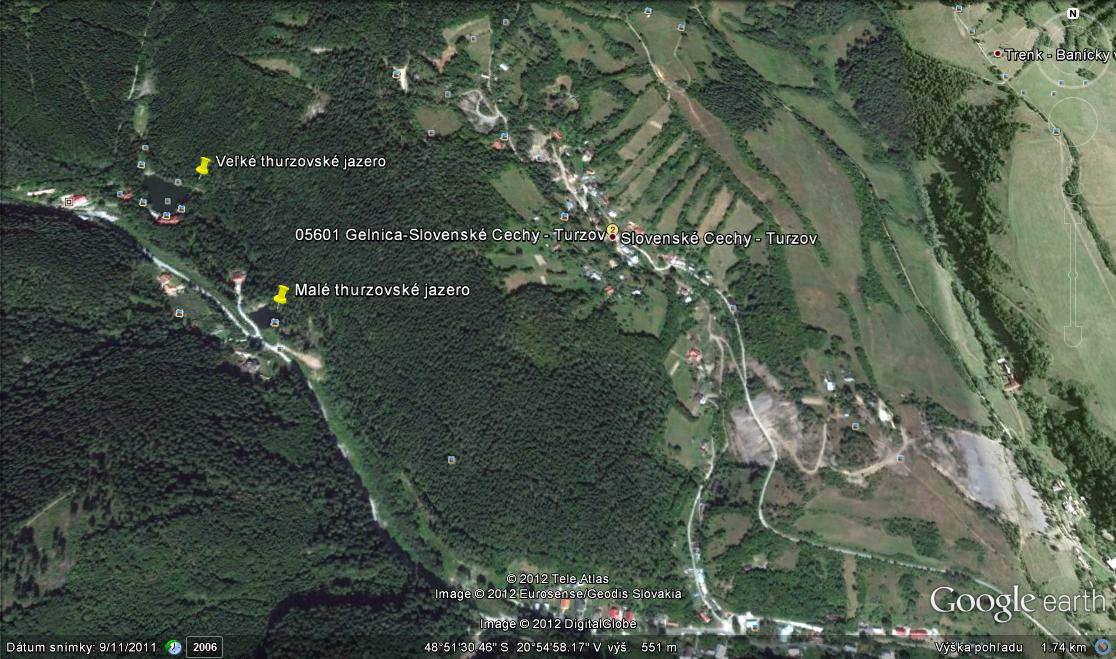 N
Trenk - Banícky
Veľké thurzovské jazero
05601 Gelnica-Slovenské Cechy - Turzov
2
Slovenské Cechy - Turzov
Malé thurzovské jazero
© 2012 Tele Atlas
Image © 2012 Eurosense/Geodis Slovakia
Google earth
Image © 2012 DigitalGlobe
Dátum snímky: 9/11/2011
2006
48°51'30.46" S 20°54'58.17" V výš. 551 m
Výška pohľadu 1.74 km